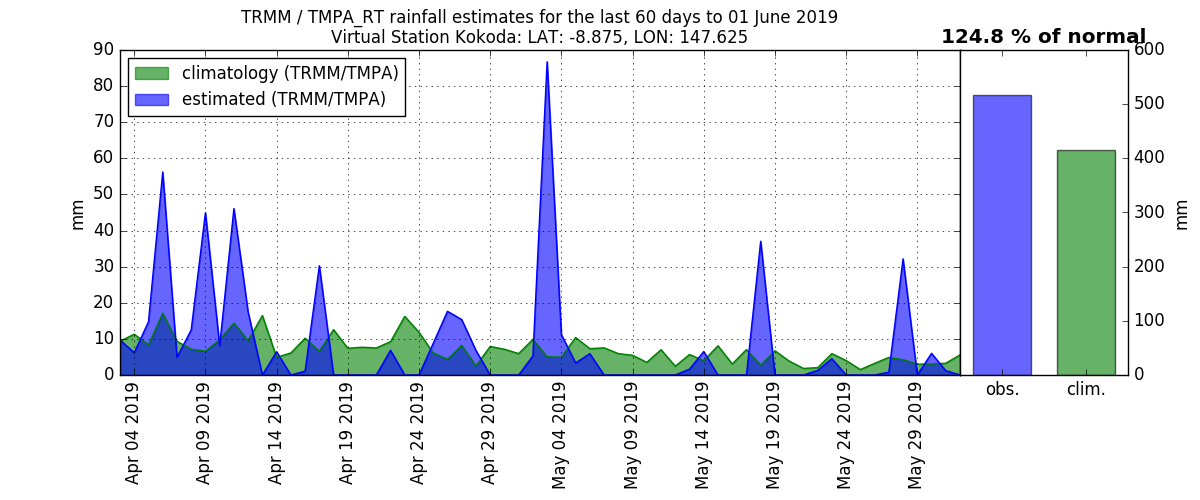 TRMM / TMPA_RT rainfall estimates for the last 60 days to 01 June 2019
Virtual Station Kokoda: LAT: -8.875, LON: 147.625
124.8 % of normal
climatology (TRMM/TMPA)
estimated (TRMM/TMPA)
mm
90
80
70
60
50
40
30
20
10
0
Apr 04 2019
Apr 09 2019
Apr 14 2019
Apr 19 2019
Apr 24 2019
Apr 29 2019
May 04 2019
May 09 2019
May 14 2019
May 19 2019
May 24 2019
May 29 2019
obs.
clim.
600
500
400
300
200
100
0
mm